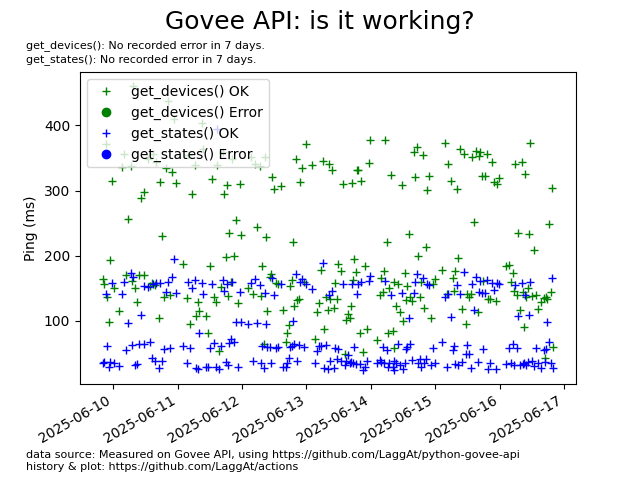 Govee API: is it working?
get_devices(): No recorded error in 7 days.
get_states(): No recorded error in 7 days.
get_devices() OK
get_devices() Error
get_states() OK
get_states() Error
Ping (ms)
400
300
200
100
2025-06-10
2025-06-11
2025-06-12
2025-06-13
2025-06-14
2025-06-15
2025-06-16
2025-06-17
data source: Measured on Govee API, using https://github.com/LaggAt/python-govee-api
history & plot: https://github.com/LaggAt/actions